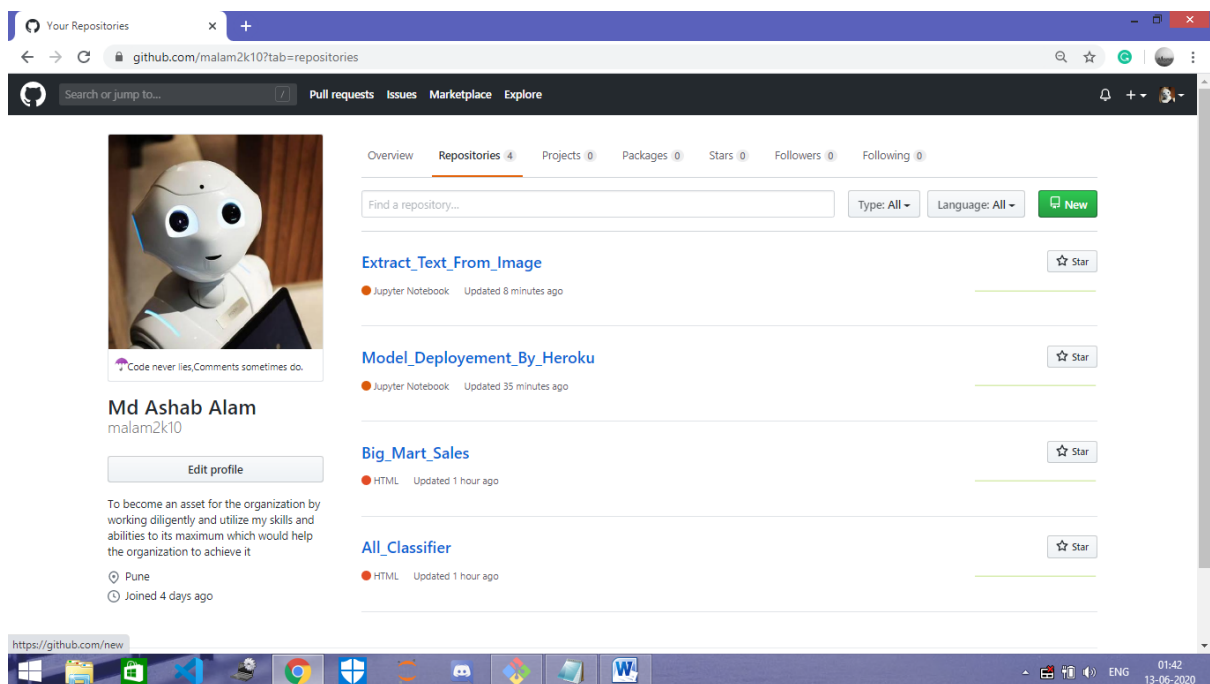 Your Repositories
github.com/malam2k10?tab=repositories
Search or jump to...
/
Pull requests Issues Marketplace Explore
Overview Repositories 4 Projects 0 Packages 0 Stars 0 Followers 0 Following 0
Find a repository...
Type: All
Language: All
New
Extract_Text_From_Image
Star
Jupyter Notebook Updated 8 minutes ago
Model_Deployement_By_Heroku
Star
Jupyter Notebook Updated 35 minutes ago
Big_Mart_Sales
Star
HTML Updated 1 hour ago
All_Classifier
Star
HTML Updated 1 hour ago
Code never lies,Comments sometimes do.
Md Ashab Alam
malam2k10
Edit profile
To become an asset for the organization by
working diligently and utilize my skills and
abilities to its maximum which would help
the organization to achieve it
Pune
Joined 4 days ago
https://github.com/new
W
ENG
01:42
13-06-2020